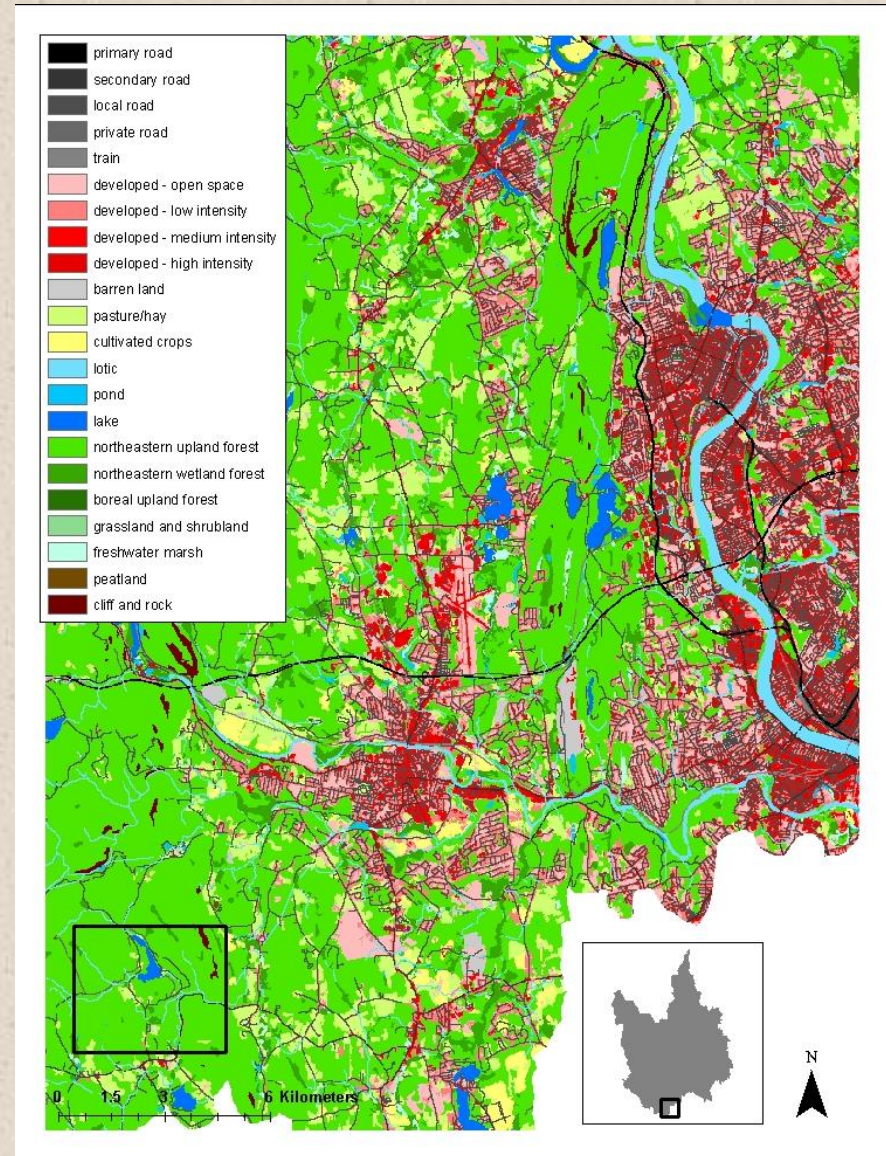 primary road
secondary road
local road
private road
train
developed - open space
developed - low intensity
developed - medium intensity
developed - high intensity
barren land
pasture/hay
cultivated crops
lotic
pond
lake
northeastern upland forest
northeastern wetland forest
boreal upland forest
grassland and shrubland
freshwater marsh
peatland
cliff and rock
N
0 1.5 3 6 Kilometers